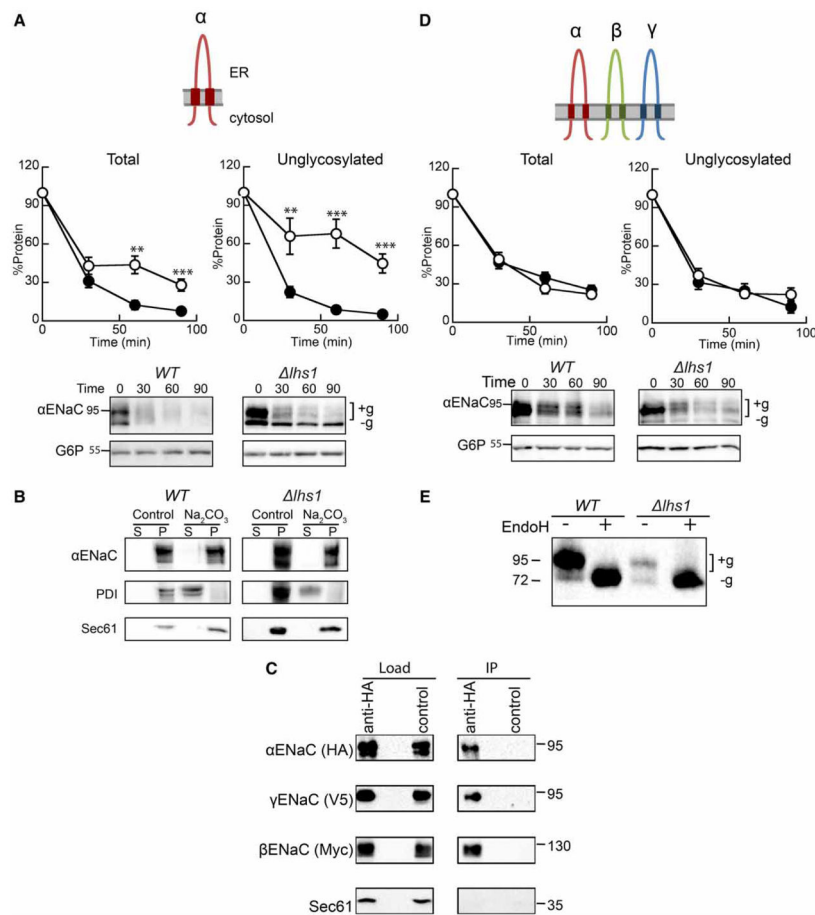 A
α
ER
cytosol
Total
Unglycosylated
%Protein
120
90
60
30
0
**
***
0
50
100
Time (min)
%Protein
120
90
60
30
0
**
***
***
0
50
100
Time (min)
WT
Δlhs1
Time 0 30 60 90
0 30 60 90
αENaC 95
+g
-g
G6P 55
B
WT
Δlhs1
Control Na₂CO₃
Control Na₂CO₃
S P S P
S P S P
αENaC
PDI
Sec61
D
α β γ
Total
Unglycosylated
%Protein
120
90
60
30
0
0
50
100
Time (min)
%Protein
120
90
60
30
0
0
50
100
Time (min)
WT
Δlhs1
Time 0 30 60 90
0 30 60 90
αENaC 95
+g
-g
G6P 55
E
WT
Δlhs1
EndoH - + - +
95
72
+g
-g
C
Load
IP
anti-HA
control
anti-HA
control
αENaC (HA)
95
γENaC (V5)
95
βENaC (Myc)
130
Sec61
35